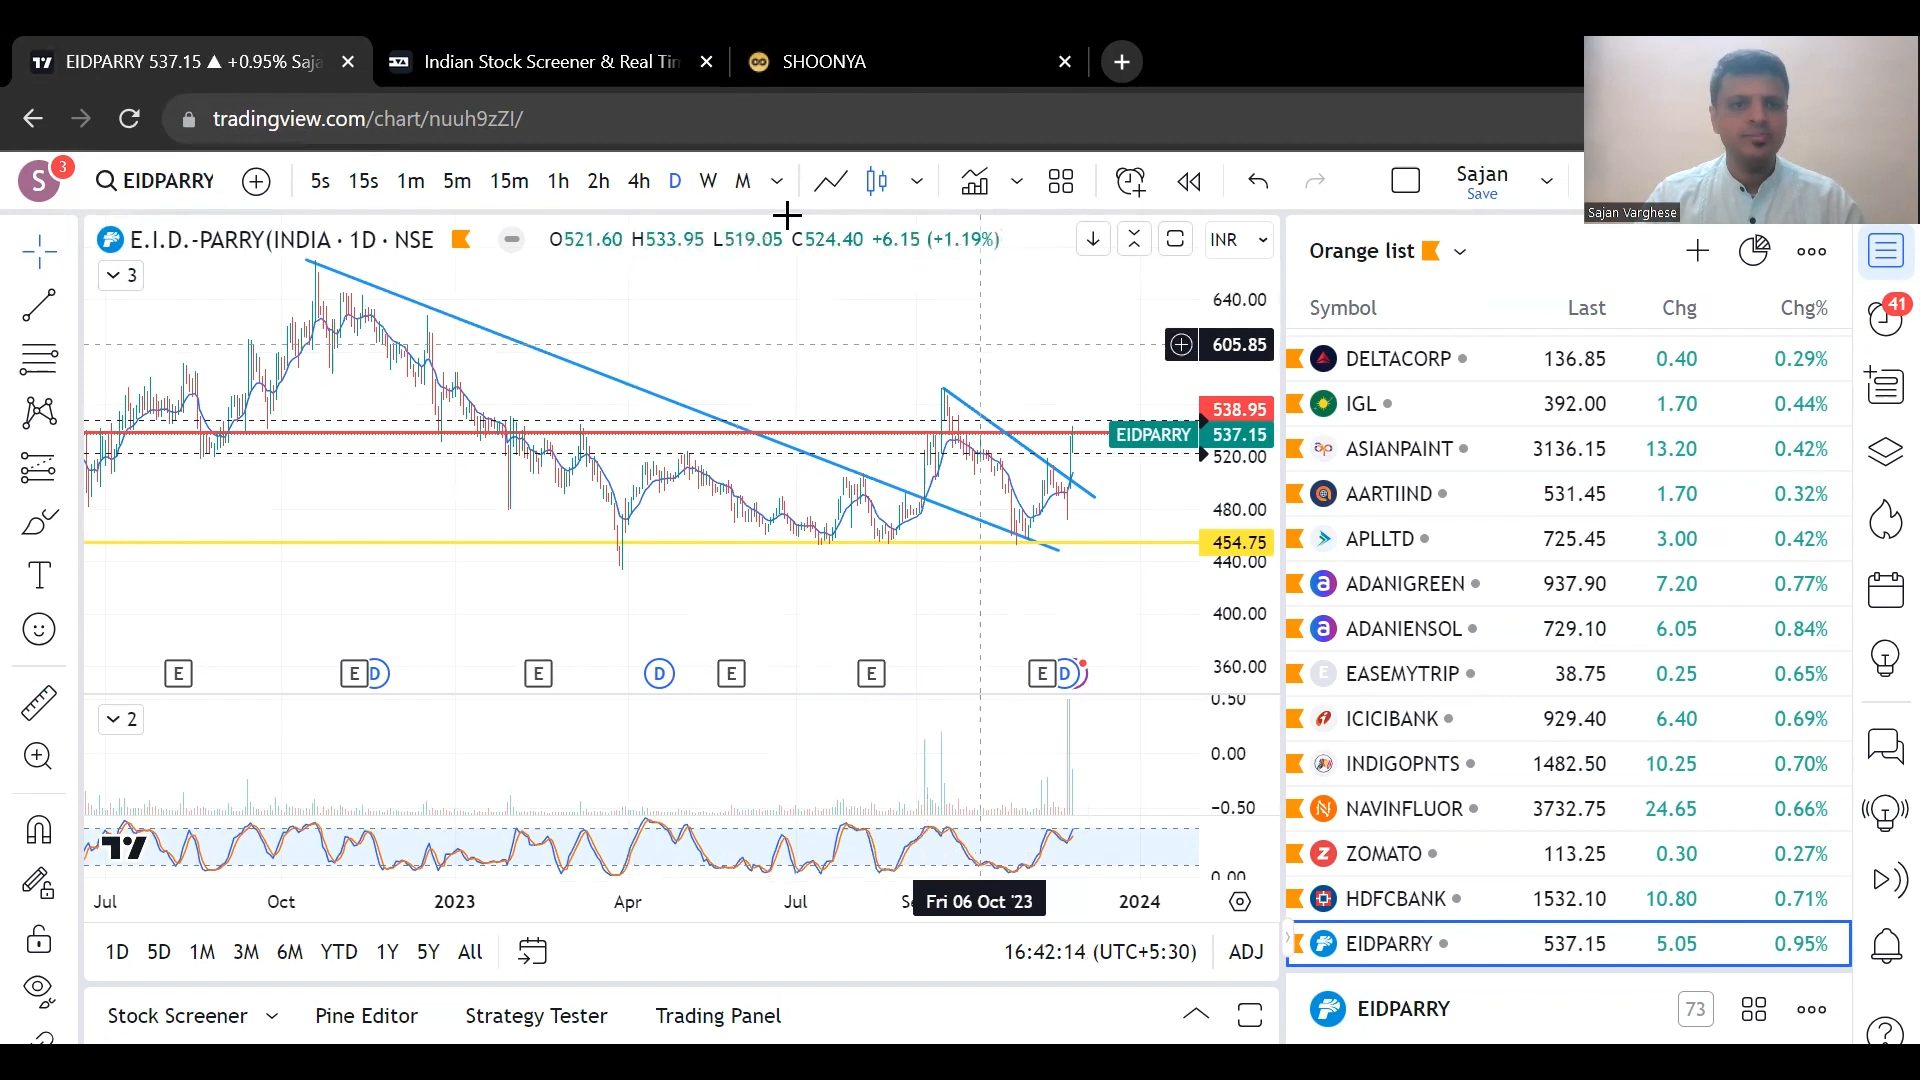 EIDPARRY 537.15 ▲ +0.95% Saja
Indian Stock Screener & Real Tim
SHOONYA
tradingview.com/chart/nuuh9zZI/
Sajan Varghese
S 3
EIDPARRY
5s 15s 1m 5m 15m 1h 2h 4h D W M
Sajan
Save
E.I.D.-PARRY(INDIA · 1D · NSE
O521.60 H533.95 L519.05 C524.40 +6.15 (+1.19%)
INR
3
640.00
605.85
538.95
EIDPARRY 537.15
520.00
480.00
454.75
440.00
400.00
360.00
E E D E D E E E D
2
0.50
0.00
−0.50
0.00
Jul Oct 2023 Apr Jul Fri 06 Oct '23 2024
1D 5D 1M 3M 6M YTD 1Y 5Y All
16:42:14 (UTC+5:30) ADJ
Stock Screener Pine Editor Strategy Tester Trading Panel
Orange list
Symbol Last Chg Chg%
DELTACORP 136.85 0.40 0.29%
IGL 392.00 1.70 0.44%
ASIANPAINT 3136.15 13.20 0.42%
AARTIIND 531.45 1.70 0.32%
APLLTD 725.45 3.00 0.42%
ADANIGREEN 937.90 7.20 0.77%
ADANIENSOL 729.10 6.05 0.84%
E EASEMYTRIP 38.75 0.25 0.65%
ICICIBANK 929.40 6.40 0.69%
INDIGOPNTS 1482.50 10.25 0.70%
NAVINFLUOR 3732.75 24.65 0.66%
ZOMATO 113.25 0.30 0.27%
HDFCBANK 1532.10 10.80 0.71%
EIDPARRY 537.15 5.05 0.95%
EIDPARRY 73
41